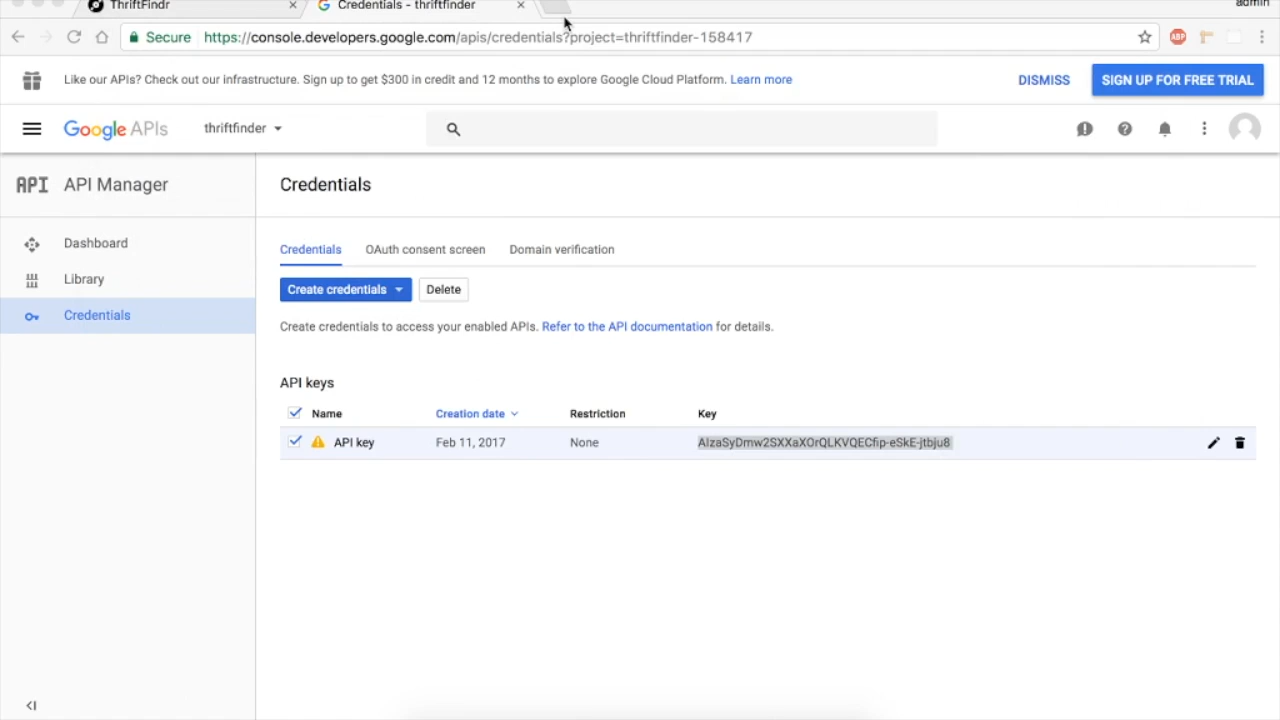 ThriftFindr
Credentials - thriftfinder
admin
Secure https://console.developers.google.com/apis/credentials?project=thriftfinder-158417
ABP
Like our APIs? Check out our infrastructure. Sign up to get $300 in credit and 12 months to explore Google Cloud Platform. Learn more
DISMISS
SIGN UP FOR FREE TRIAL
Google APIs
thriftfinder
API API Manager
Credentials
Dashboard
Library
Credentials
Credentials OAuth consent screen Domain verification
Create credentials Delete
Create credentials to access your enabled APIs. Refer to the API documentation for details.
API keys
Name Creation date Restriction Key
API key Feb 11, 2017 None AIzaSyDmw2SXXaXOrQLKVQECfip-eSkE-jtbju8